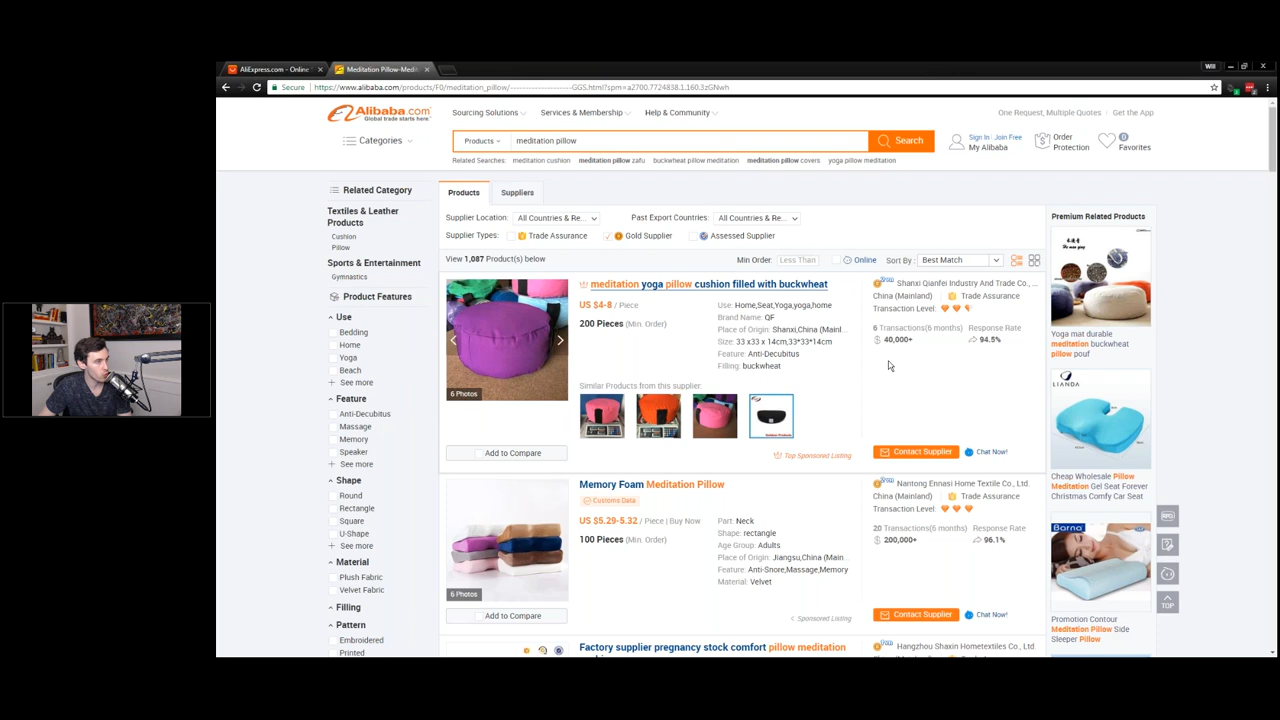 AliExpress.com - Online
Meditation Pillow-Medi
Will
Secure
https://www.alibaba.com/products/F0/meditation_pillow/----------------------GGS.html?spm=a2700.7724838.1.160.3zGNwh
Alibaba.com
Global trade starts here.
Sourcing Solutions
Services & Membership
Help & Community
One Request, Multiple Quotes
Get the App
Categories
Products
meditation pillow
Search
Sign In
Join Free
My Alibaba
Order
Protection
0
Favorites
Related Searches:
meditation cushion
meditation pillow zafu
buckwheat pillow meditation
meditation pillow covers
yoga pillow meditation
Related Category
Textiles & Leather
Products
Cushion
Pillow
Sports & Entertainment
Gymnastics
Product Features
Use
Bedding
Home
Yoga
Beach
See more
Feature
Anti-Decubitus
Massage
Memory
Speaker
See more
Shape
Round
Rectangle
Square
U-Shape
See more
Material
Plush Fabric
Velvet Fabric
Filling
Pattern
Embroidered
Printed
Products
Suppliers
Supplier Location:
All Countries & Re...
Past Export Countries:
All Countries & Re...
Supplier Types:
Trade Assurance
Gold Supplier
Assessed Supplier
View 1,087 Product(s) below
Min Order:
Less Than
Online
Sort By :
Best Match
6 Photos
Add to Compare
meditation yoga pillow cushion filled with buckwheat
US $4-8 / Piece
200 Pieces (Min. Order)
Use: Home,Seat,Yoga,yoga,home
Brand Name: QF
Place of Origin: Shanxi,China (Mainl...
Size: 33 x33 x 14cm,33*33*14cm
Feature: Anti-Decubitus
Filling: buckwheat
Similar Products from this supplier:
Top Sponsored Listing
Shanxi Qianfei Industry And Trade Co., ...
China (Mainland)
Trade Assurance
Transaction Level:
6 Transactions(6 months)
Response Rate
$ 40,000+
94.5%
Contact Supplier
Chat Now!
6 Photos
Add to Compare
Memory Foam Meditation Pillow
Customs Data
US $5.29-5.32 / Piece | Buy Now
100 Pieces (Min. Order)
Part: Neck
Shape: rectangle
Age Group: Adults
Place of Origin: Jiangsu,China (Main...
Feature: Anti-Snore,Massage,Memory
Material: Velvet
Sponsored Listing
Nantong Ennasi Home Textile Co., Ltd.
China (Mainland)
Trade Assurance
Transaction Level:
20 Transactions(6 months)
Response Rate
$ 200,000+
96.1%
Contact Supplier
Chat Now!
Factory supplier pregnancy stock comfort pillow meditation
Hangzhou Shaxin Hometextiles Co., Ltd.
Premium Related Products
Yoga mat durable
meditation buckwheat
pillow pouf
LIANDA
Cheap Wholesale Pillow
Meditation Gel Seat Forever
Christmas Comfy Car Seat
Barna
Promotion Contour
Meditation Pillow Side
Sleeper Pillow
TOP